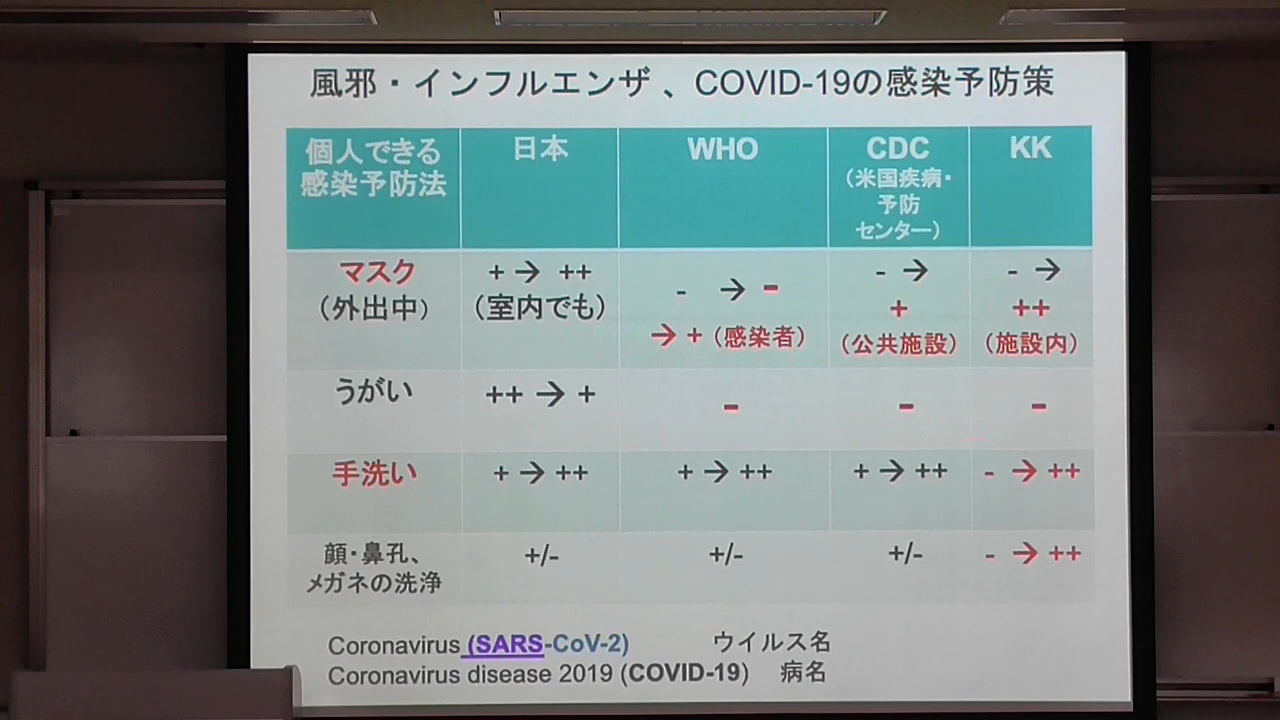 風邪・インフルエンザ 、COVID-19の感染予防策
個人できる
感染予防法
日本
WHO
CDC
(米国疾病・
予防
センター)
KK
マスク
(外出中)
+ → ++
(室内でも)
- → -
→ + (感染者)
- →
+
(公共施設)
- →
++
(施設内)
うがい
++ → +
-
-
-
手洗い
+ → ++
+ → ++
+ → ++
- → ++
顔・鼻孔、
メガネの洗浄
+/-
+/-
+/-
- → ++
Coronavirus (SARS-CoV-2) ウイルス名
Coronavirus disease 2019 (COVID-19) 病名